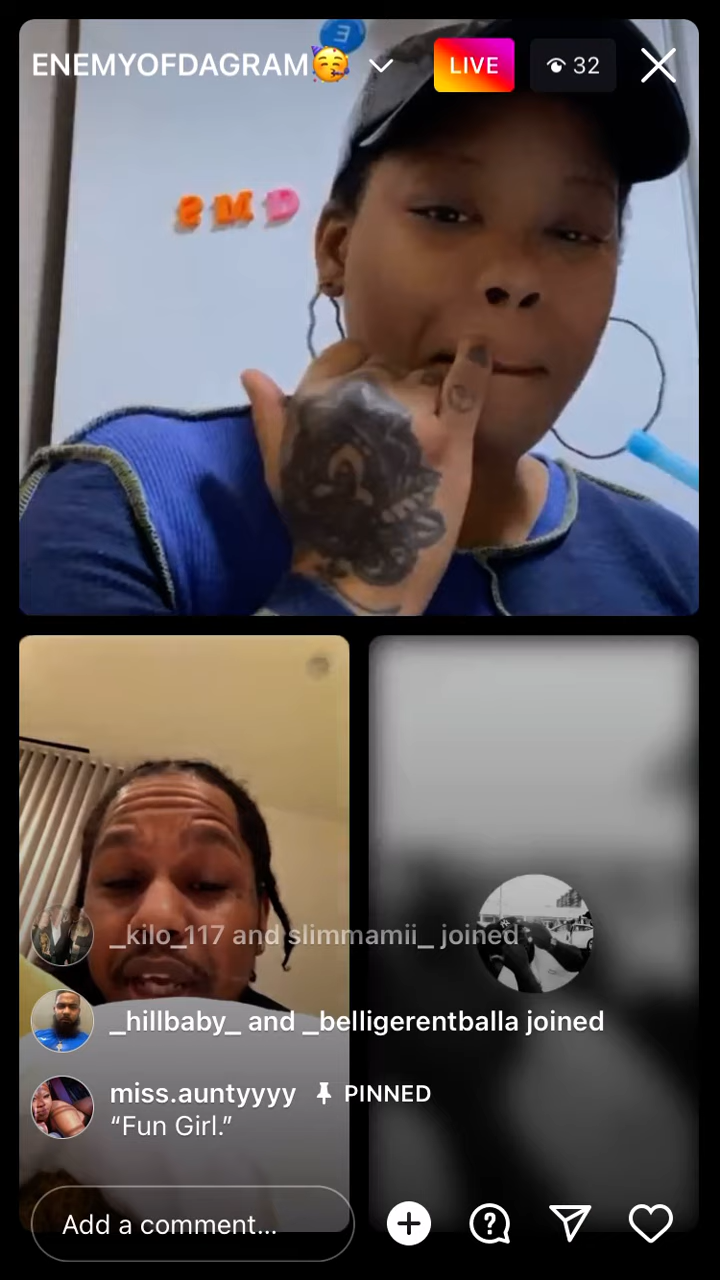 E
ENEMYOFDAGRAM🥳 LIVE 32
SMD
_kilo_117 and slimmamii_ joined
_hillbaby_ and _belligerentballa joined
miss.auntyyyy PINNED
“Fun Girl.”
Add a comment...